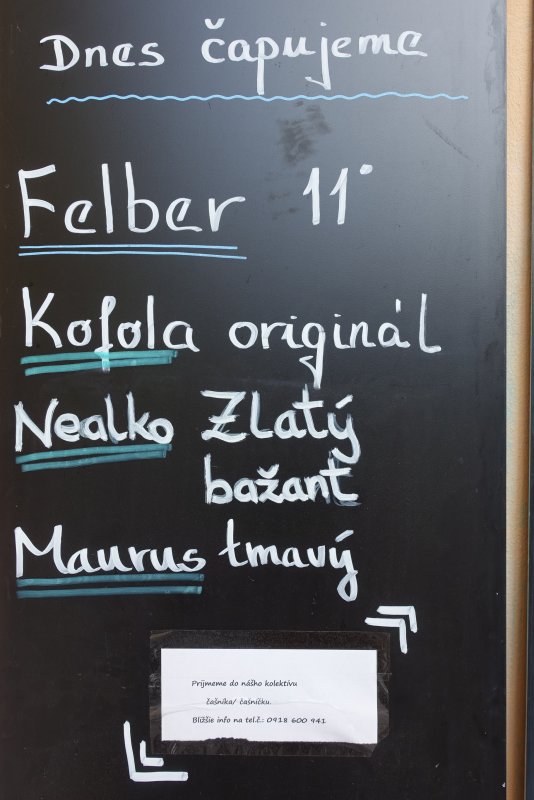 Dnes čapujeme
Felber 11°
Kofola originál
Nealko Zlatý
bažant
Maurus tmavý
Príjmeme do nášho kolektívu
čašníka/ čašníčku.
Bližšie info na tel.č.: 0918 600 941